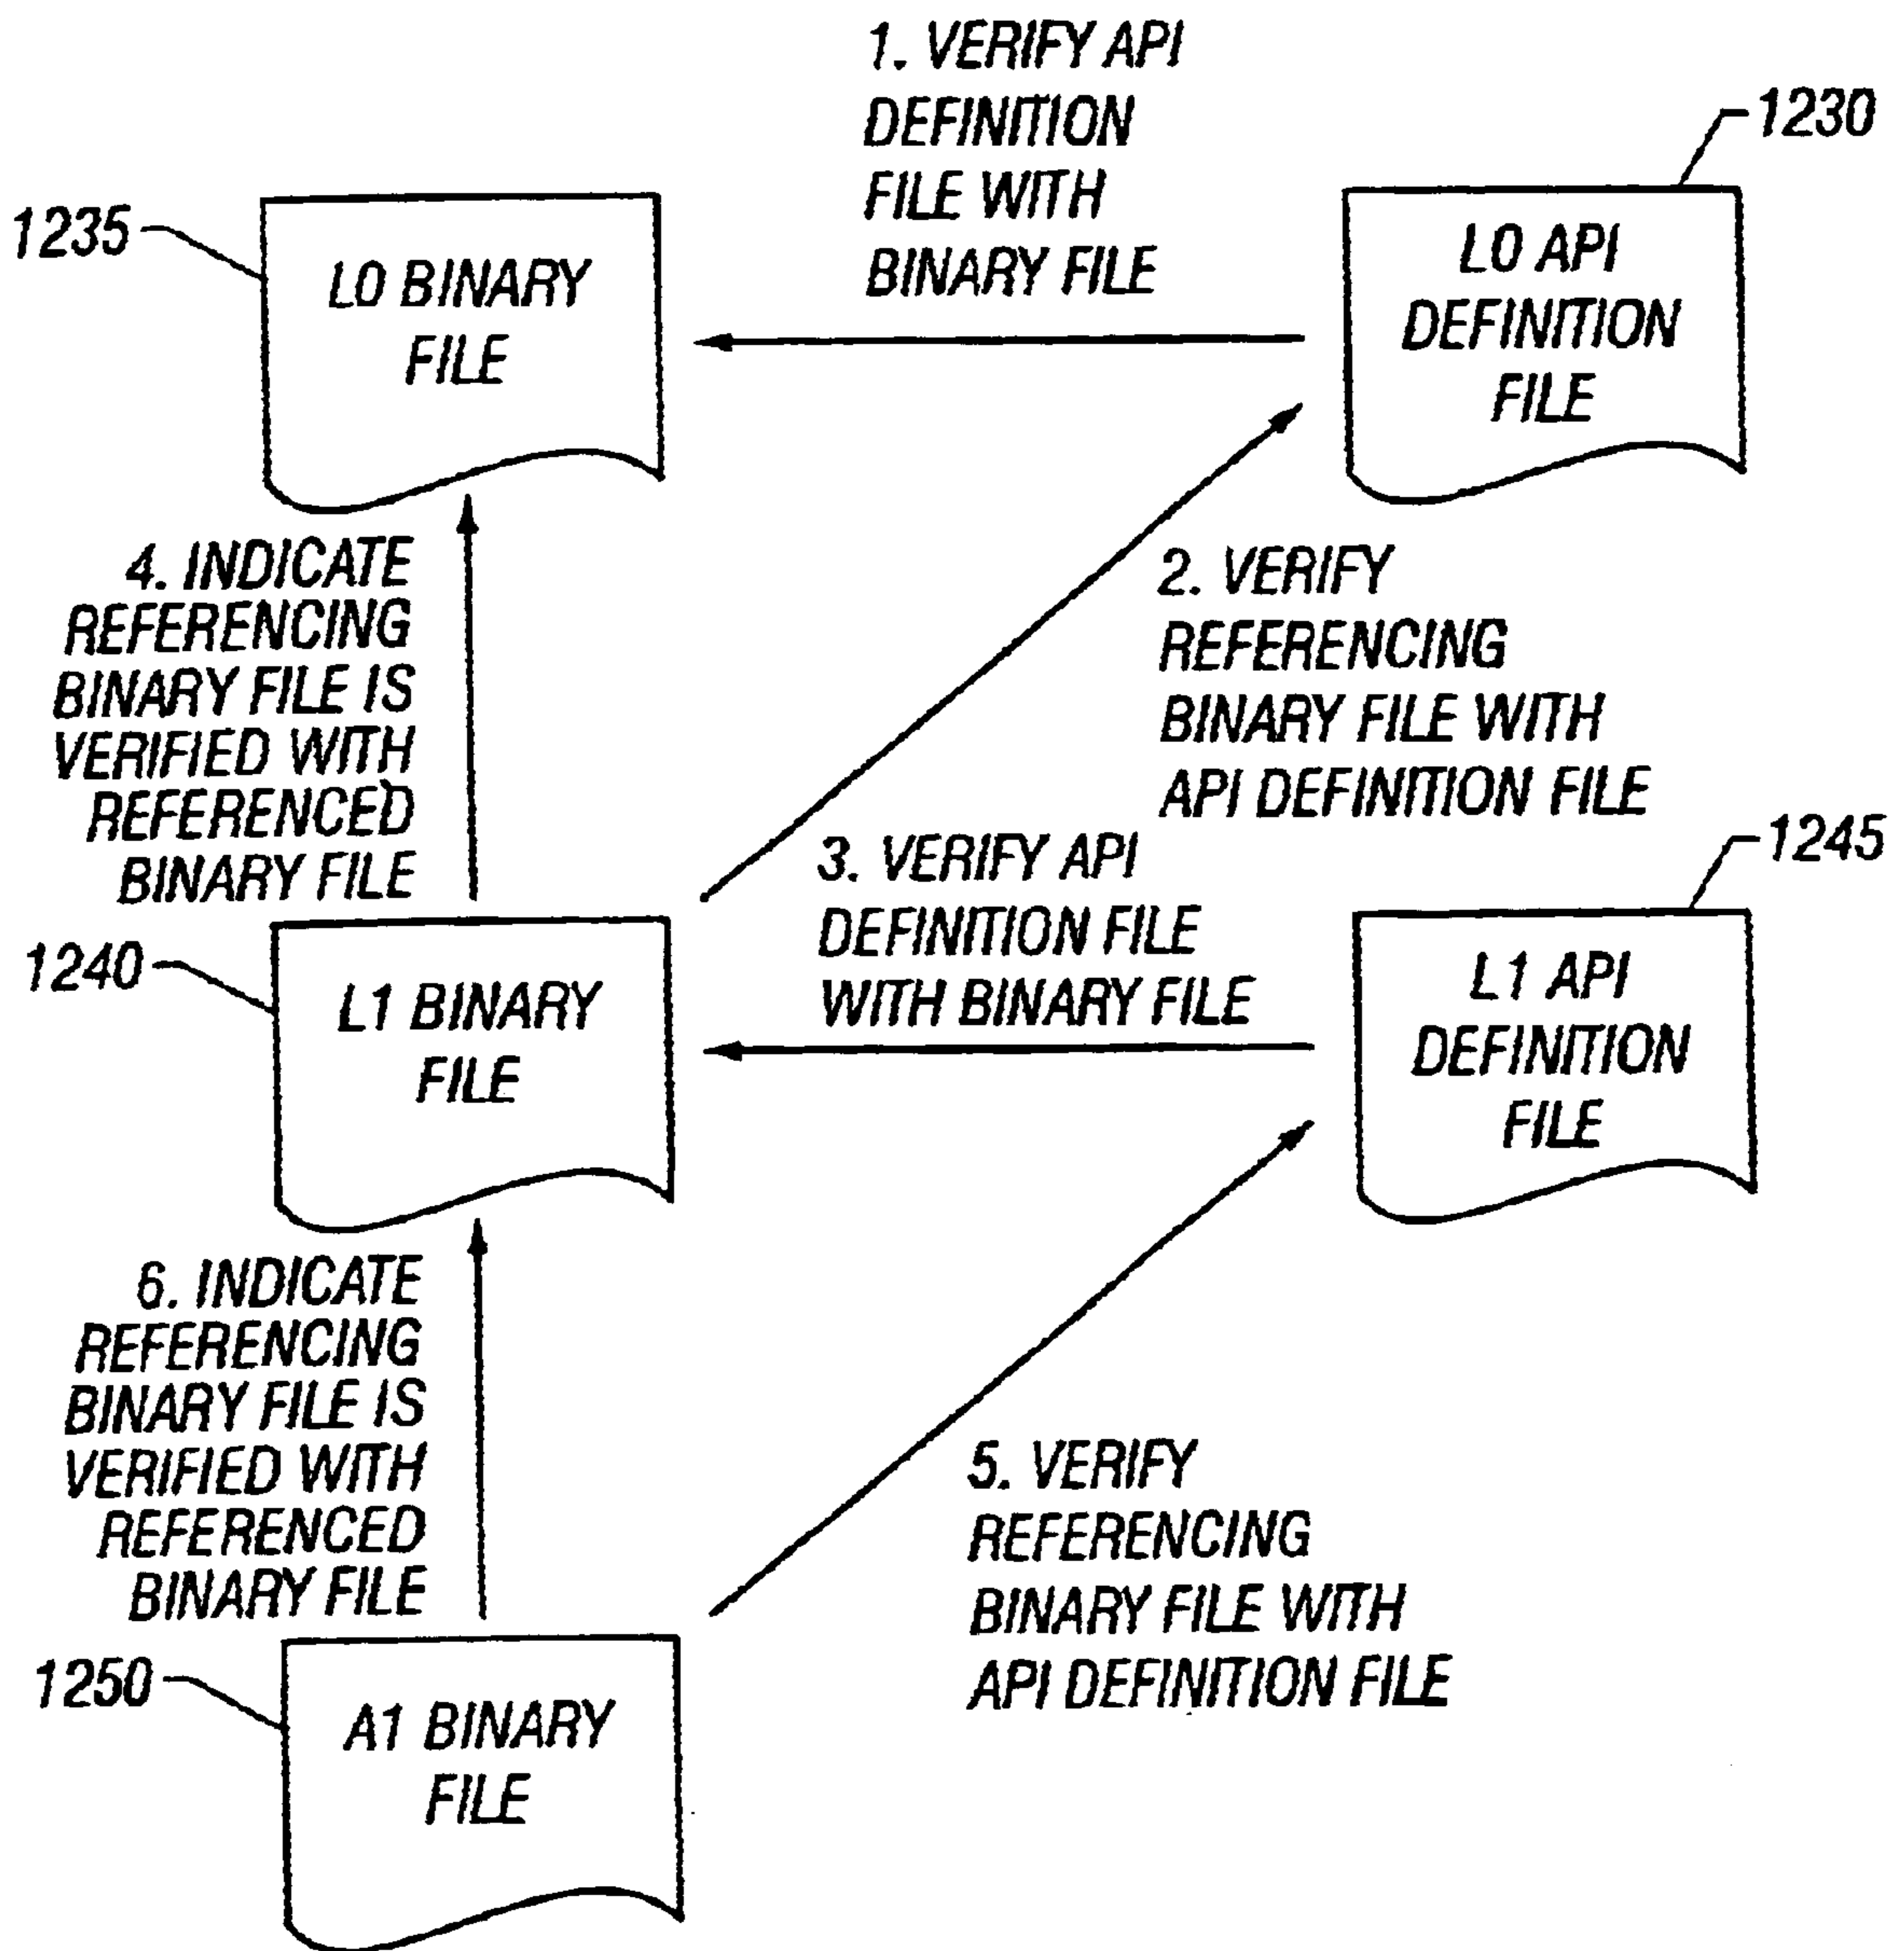 1. VERIFY API
DEFINITION
FILE WITH
BINARY FILE
1230
1235
L0 BINARY
FILE
L0 API
DEFINITION
FILE
4. INDICATE
REFERENCING
BINARY FILE IS
VERIFIED WITH
REFERENCED
BINARY FILE
2. VERIFY
REFERENCING
BINARY FILE WITH
API DEFINITION FILE
3. VERIFY API
DEFINITION FILE
WITH BINARY FILE
1245
1240
L1 BINARY
FILE
L1 API
DEFINITION
FILE
6. INDICATE
REFERENCING
BINARY FILE IS
VERIFIED WITH
REFERENCED
BINARY FILE
5. VERIFY
REFERENCING
BINARY FILE WITH
API DEFINITION FILE
1250
A1 BINARY
FILE